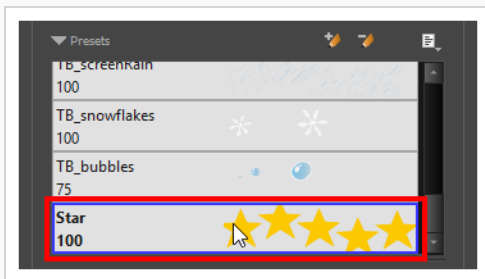 Presets
TB_screenRain
100
TB_snowflakes
100
TB_bubbles
75
Star
100